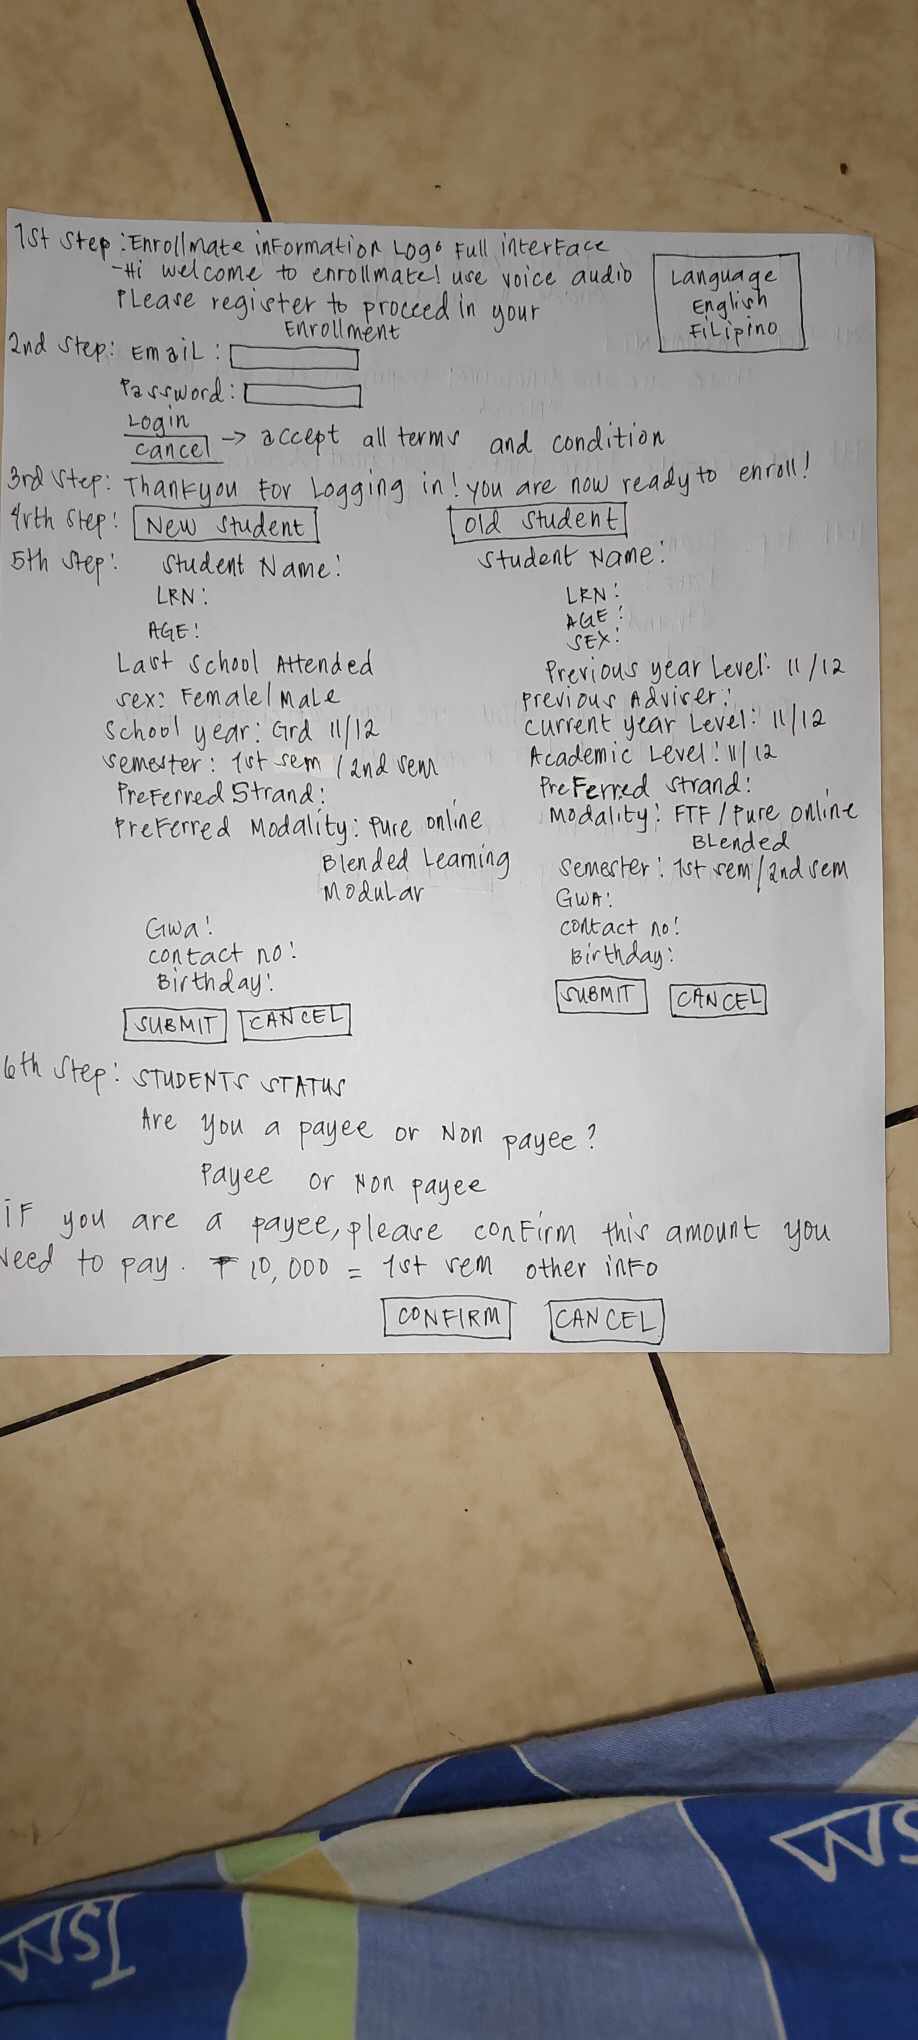 1st Step: Enrollmate information Logo Full interface
-Hi welcome to enrollmate! use voice audio
Please register to proceed in your
Enrollment
Language
English
Filipino
2nd Step: Email:
Password:
Login
cancel → accept all terms and condition
3rd Step: Thankyou For Logging in! you are now ready to enroll!
4rth Step: New Student Old Student
5th Step: Student Name: Student Name:
LRN: LRN:
AGE: AGE:
SEX:
Last School Attended Previous year Level: 11/12
sex: Female/Male Previous Adviser:
School year: Grd 11/12 Current year Level: 11/12
Semester: 1st sem / 2nd sem Academic Level: 11/12
Preferred Strand: Preferred strand:
Preferred Modality: Pure online Modality: FTF / Pure online
Blended
Blended Learning Semester: 1st sem/2nd sem
Modular GWA:
Gwa: contact no:
contact no: Birthday:
Birthday:
SUBMIT CANCEL SUBMIT CANCEL
6th Step: STUDENTS STATUS
Are you a payee or Non payee?
Payee or Non payee
iF you are a payee, please confirm this amount you
Need to pay. ₱ 10,000 = 1st sem other info
CONFIRM CANCEL
TSM